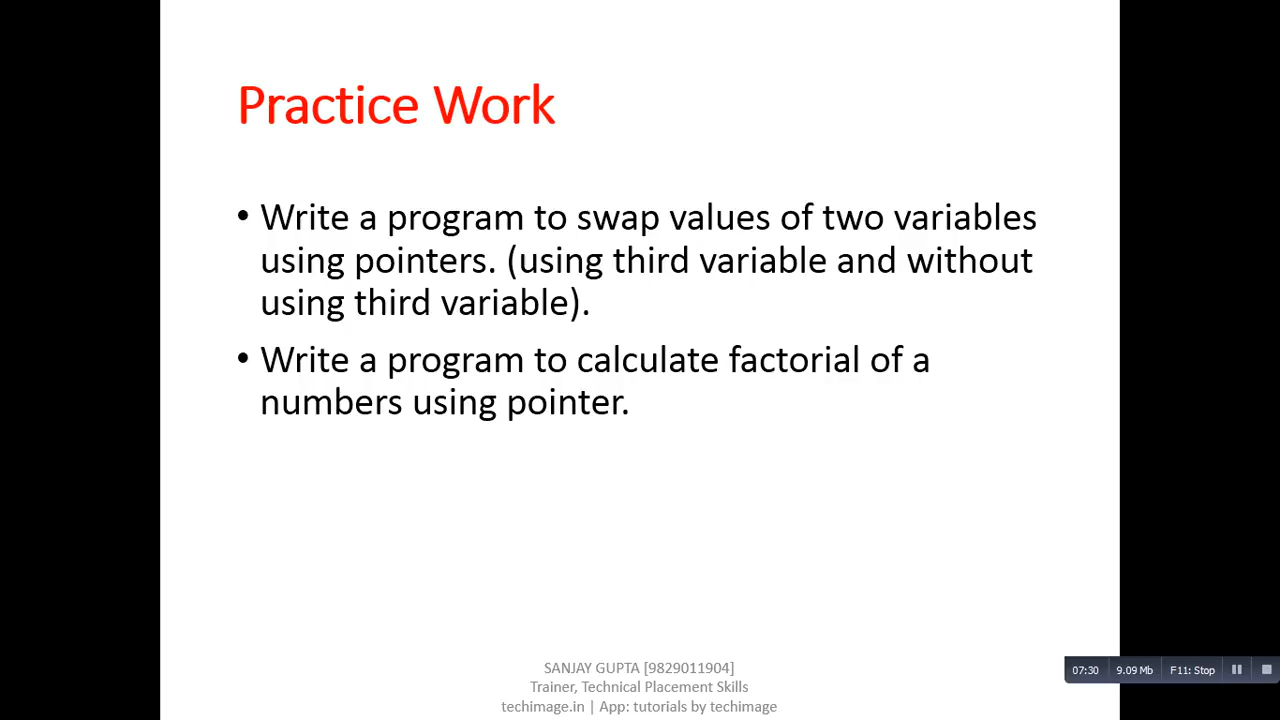 Practice Work
• Write a program to swap values of two variables
using pointers. (using third variable and without
using third variable).
• Write a program to calculate factorial of a
numbers using pointer.
SANJAY GUPTA [9829011904]
Trainer, Technical Placement Skills
techimage.in | App: tutorials by techimage
07:30 9.09 Mb F11: Stop